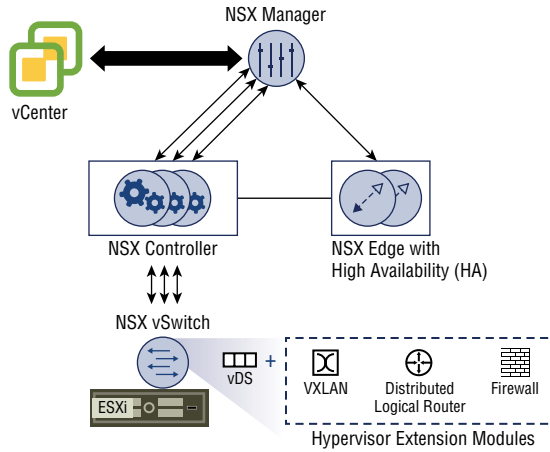 NSX Manager
vCenter
NSX Controller
NSX Edge with
High Availability (HA)
NSX vSwitch
vDS
+
VXLAN
Distributed
Logical Router
Firewall
ESXi
Hypervisor Extension Modules